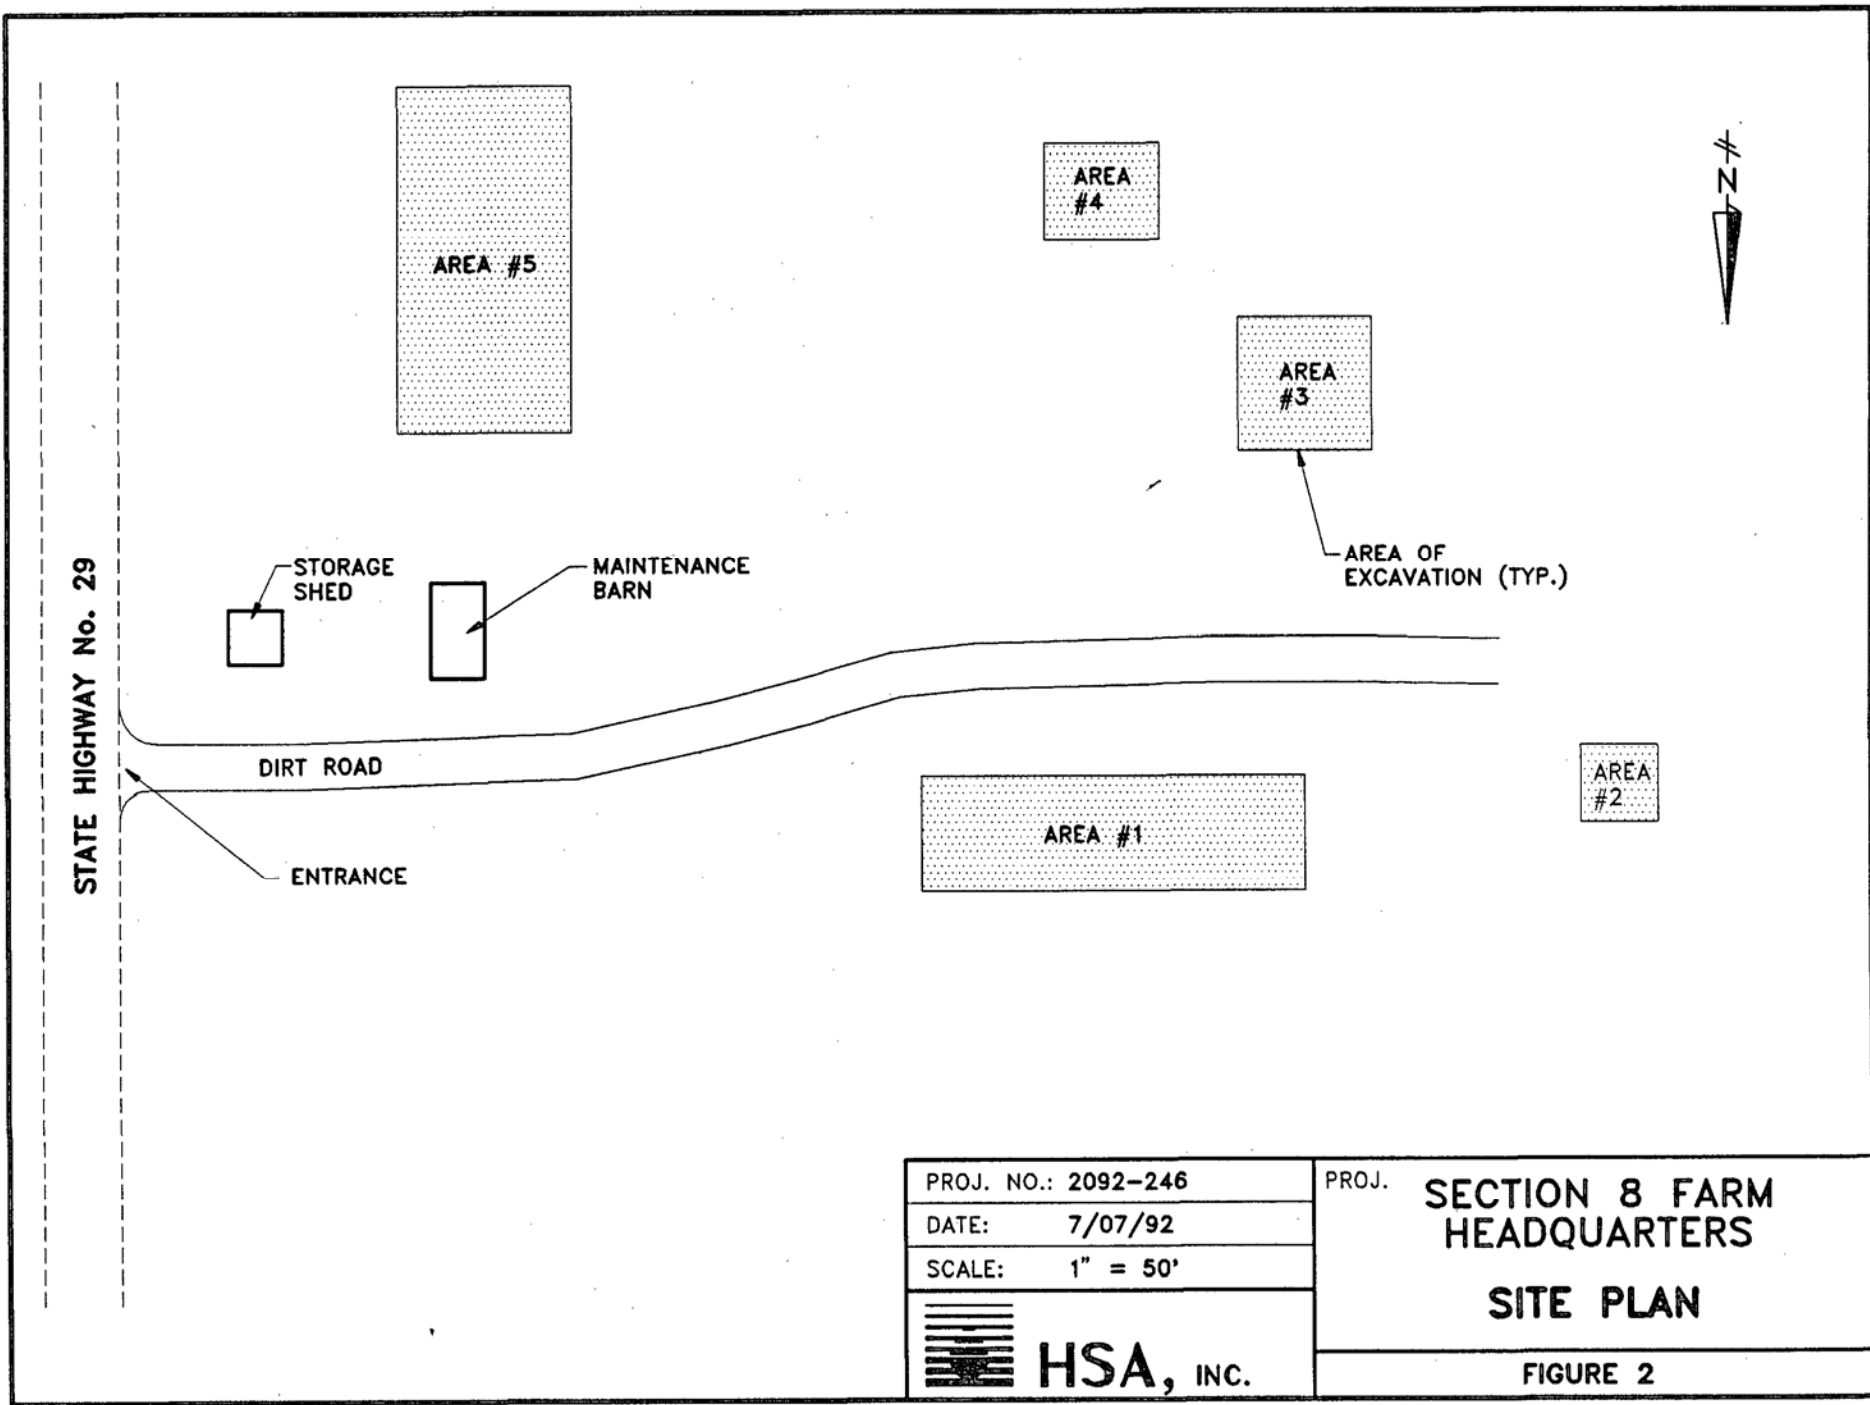 AREA
#4
N
AREA #5
AREA
#3
STORAGE
SHED
MAINTENANCE
BARN
AREA OF
EXCAVATION (TYP.)
STATE HIGHWAY No. 29
DIRT ROAD
AREA
#2
AREA #1
ENTRANCE
PROJ. NO.: 2092-246
DATE: 7/07/92
SCALE: 1" = 50'
HSA, INC.
PROJ. SECTION 8 FARM
HEADQUARTERS
SITE PLAN
FIGURE 2